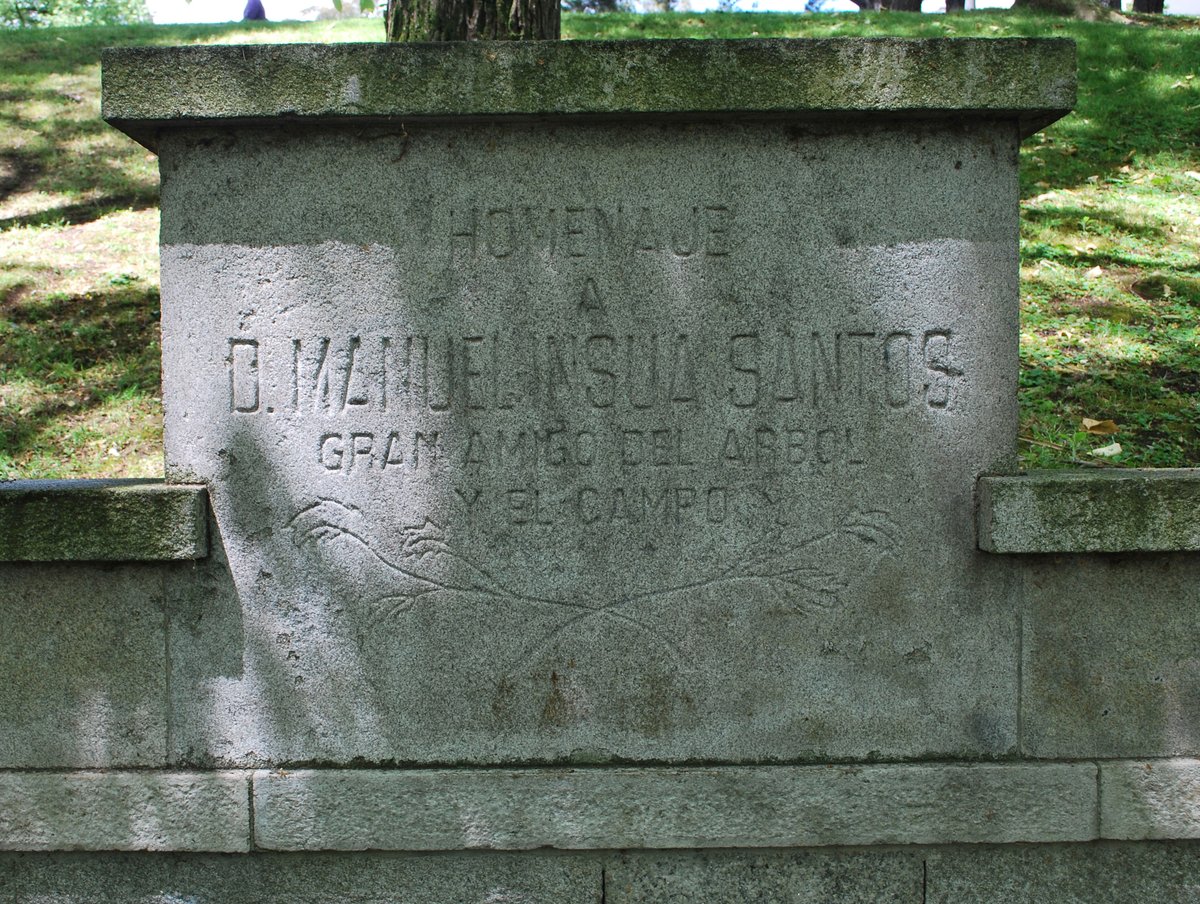 HOMENAJE
A
D. MANUEL INSUA SANTOS
GRAN AMIGO DEL ARBOL
Y EL CAMPO